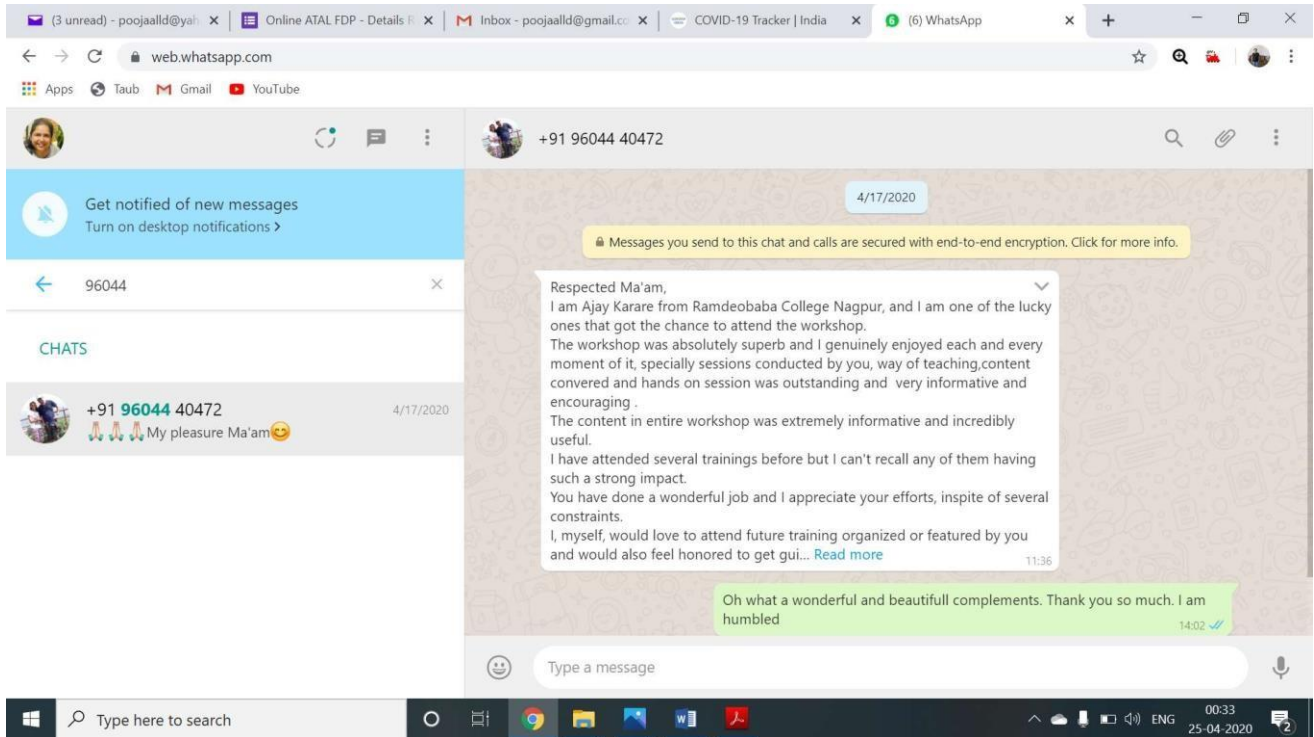 (3 unread) - poojaalld@yah
Online ATAL FDP - Details R
Inbox - poojaalld@gmail.co
COVID-19 Tracker | India
(6) WhatsApp
web.whatsapp.com
Apps
Taub
Gmail
YouTube
Get notified of new messages
Turn on desktop notifications >
96044
CHATS
+91 96044 40472
4/17/2020
🙏🙏🙏My pleasure Ma'am😊
+91 96044 40472
4/17/2020
Messages you send to this chat and calls are secured with end-to-end encryption. Click for more info.
Respected Ma'am,
I am Ajay Karare from Ramdeobaba College Nagpur, and I am one of the lucky
ones that got the chance to attend the workshop.
The workshop was absolutely superb and I genuinely enjoyed each and every
moment of it, specially sessions conducted by you, way of teaching,content
convered and hands on session was outstanding and very informative and
encouraging .
The content in entire workshop was extremely informative and incredibly
useful.
I have attended several trainings before but I can't recall any of them having
such a strong impact.
You have done a wonderful job and I appreciate your efforts, inspite of several
constraints.
I, myself, would love to attend future training organized or featured by you
and would also feel honored to get gui... Read more
11:36
Oh what a wonderful and beautifull complements. Thank you so much. I am
humbled
14:02
Type a message
Type here to search
ENG
00:33
25-04-2020
2